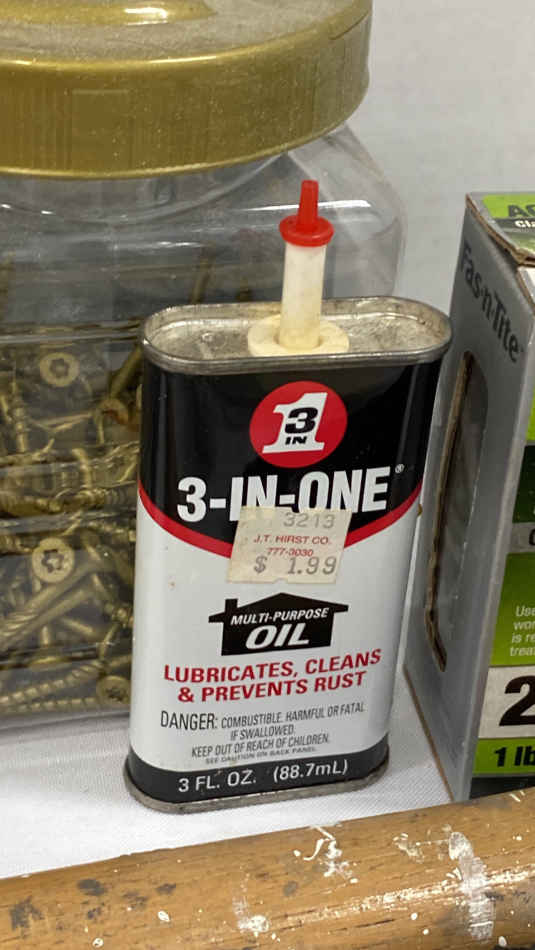 3
IN
1
3-IN-ONE®
3213
J.T. HIRST CO.
777-3030
$ 1.99
MULTI-PURPOSE
OIL
LUBRICATES, CLEANS
& PREVENTS RUST
DANGER: COMBUSTIBLE. HARMFUL OR FATAL
IF SWALLOWED.
KEEP OUT OF REACH OF CHILDREN.
SEE CAUTION ON BACK PANEL.
3 FL. OZ. (88.7mL)
Fas-n-Tite
2